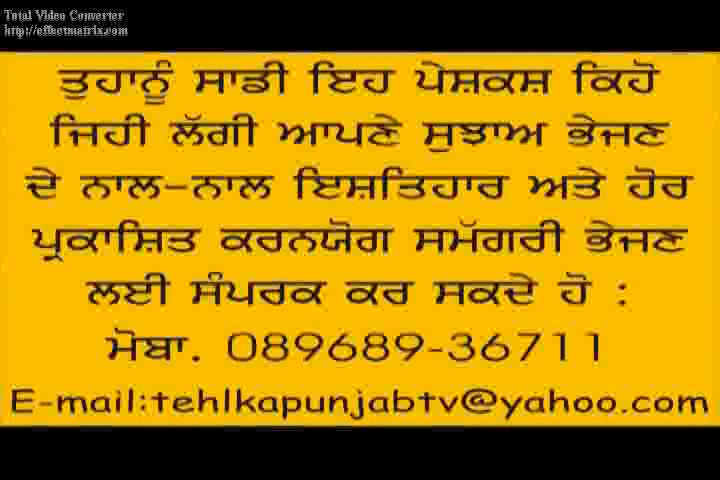 Total Video Converter
http://effectmatrix.com
ਤੁਹਾਨੂੰ ਸਾਡੀ ਇਹ ਪੇਸ਼ਕਸ਼ ਕਿਹੋ
ਜਿਹੀ ਲੱਗੀ ਆਪਣੇ ਸੁਝਾਅ ਭੇਜਣ
ਦੇ ਨਾਲ-ਨਾਲ ਇਸ਼ਤਿਹਾਰ ਅਤੇ ਹੋਰ
ਪ੍ਰਕਾਸ਼ਿਤ ਕਰਨਯੋਗ ਸਮੱਗਰੀ ਭੇਜਣ
ਲਈ ਸੰਪਰਕ ਕਰ ਸਕਦੇ ਹੋ :
ਮੋਬਾ. 089689-36711
E-mail:tehlkapunjabtv@yahoo.com